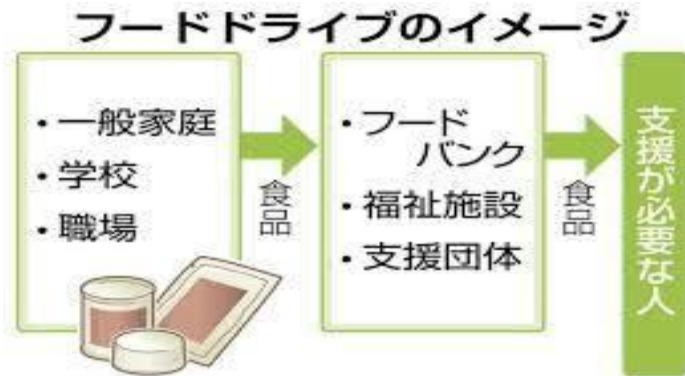 フードドライブのイメージ
・一般家庭
・学校
・職場
食品
・フード
バンク
・福祉施設
・支援団体
食品
支援が必要な人